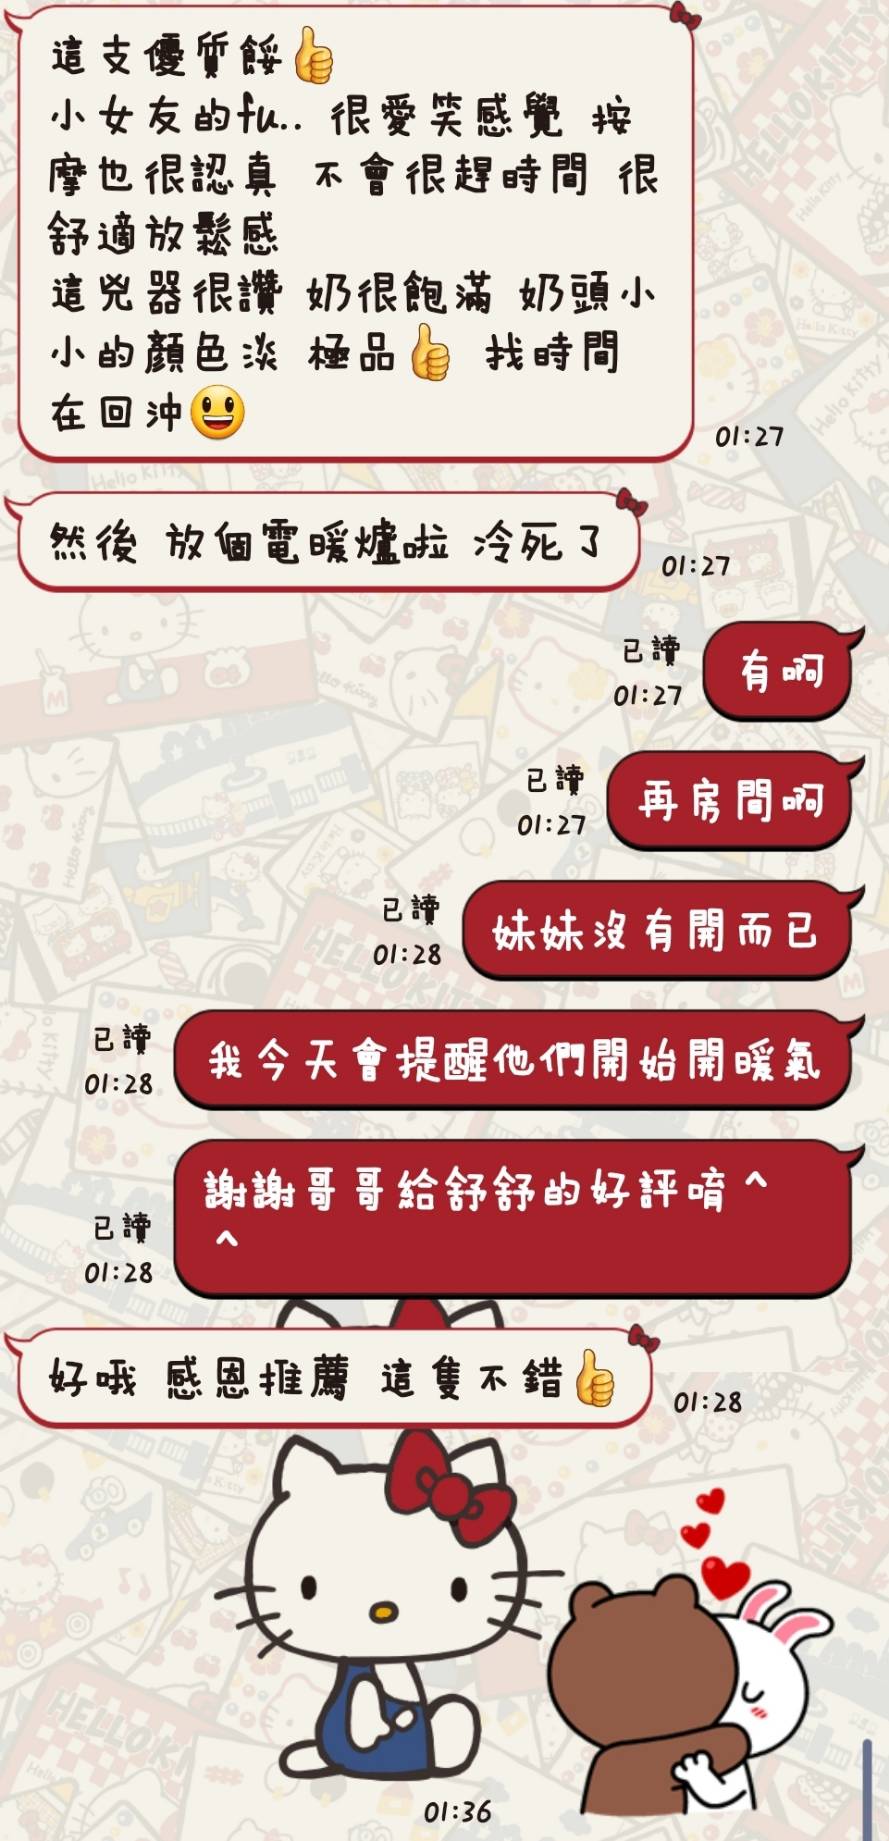 這支優質餒👍
小女友的fu.. 很愛笑感覺 按
摩也很認真 不會很趕時間 很
舒適放鬆感
這兇器很讚 奶很飽滿 奶頭小
小的顏色淡 極品👍 找時間
在回沖😃
01:27
然後 放個電暖爐啦 冷死了
01:27
已讀
01:27
有啊
已讀
01:27
再房間啊
已讀
01:28
妹妹沒有開而已
已讀
01:28
我今天會提醒他們開始開暖氣
已讀
01:28
謝謝哥哥給舒舒的好評唷^
^
好哦 感恩推薦 這隻不錯👍
01:28
01:36